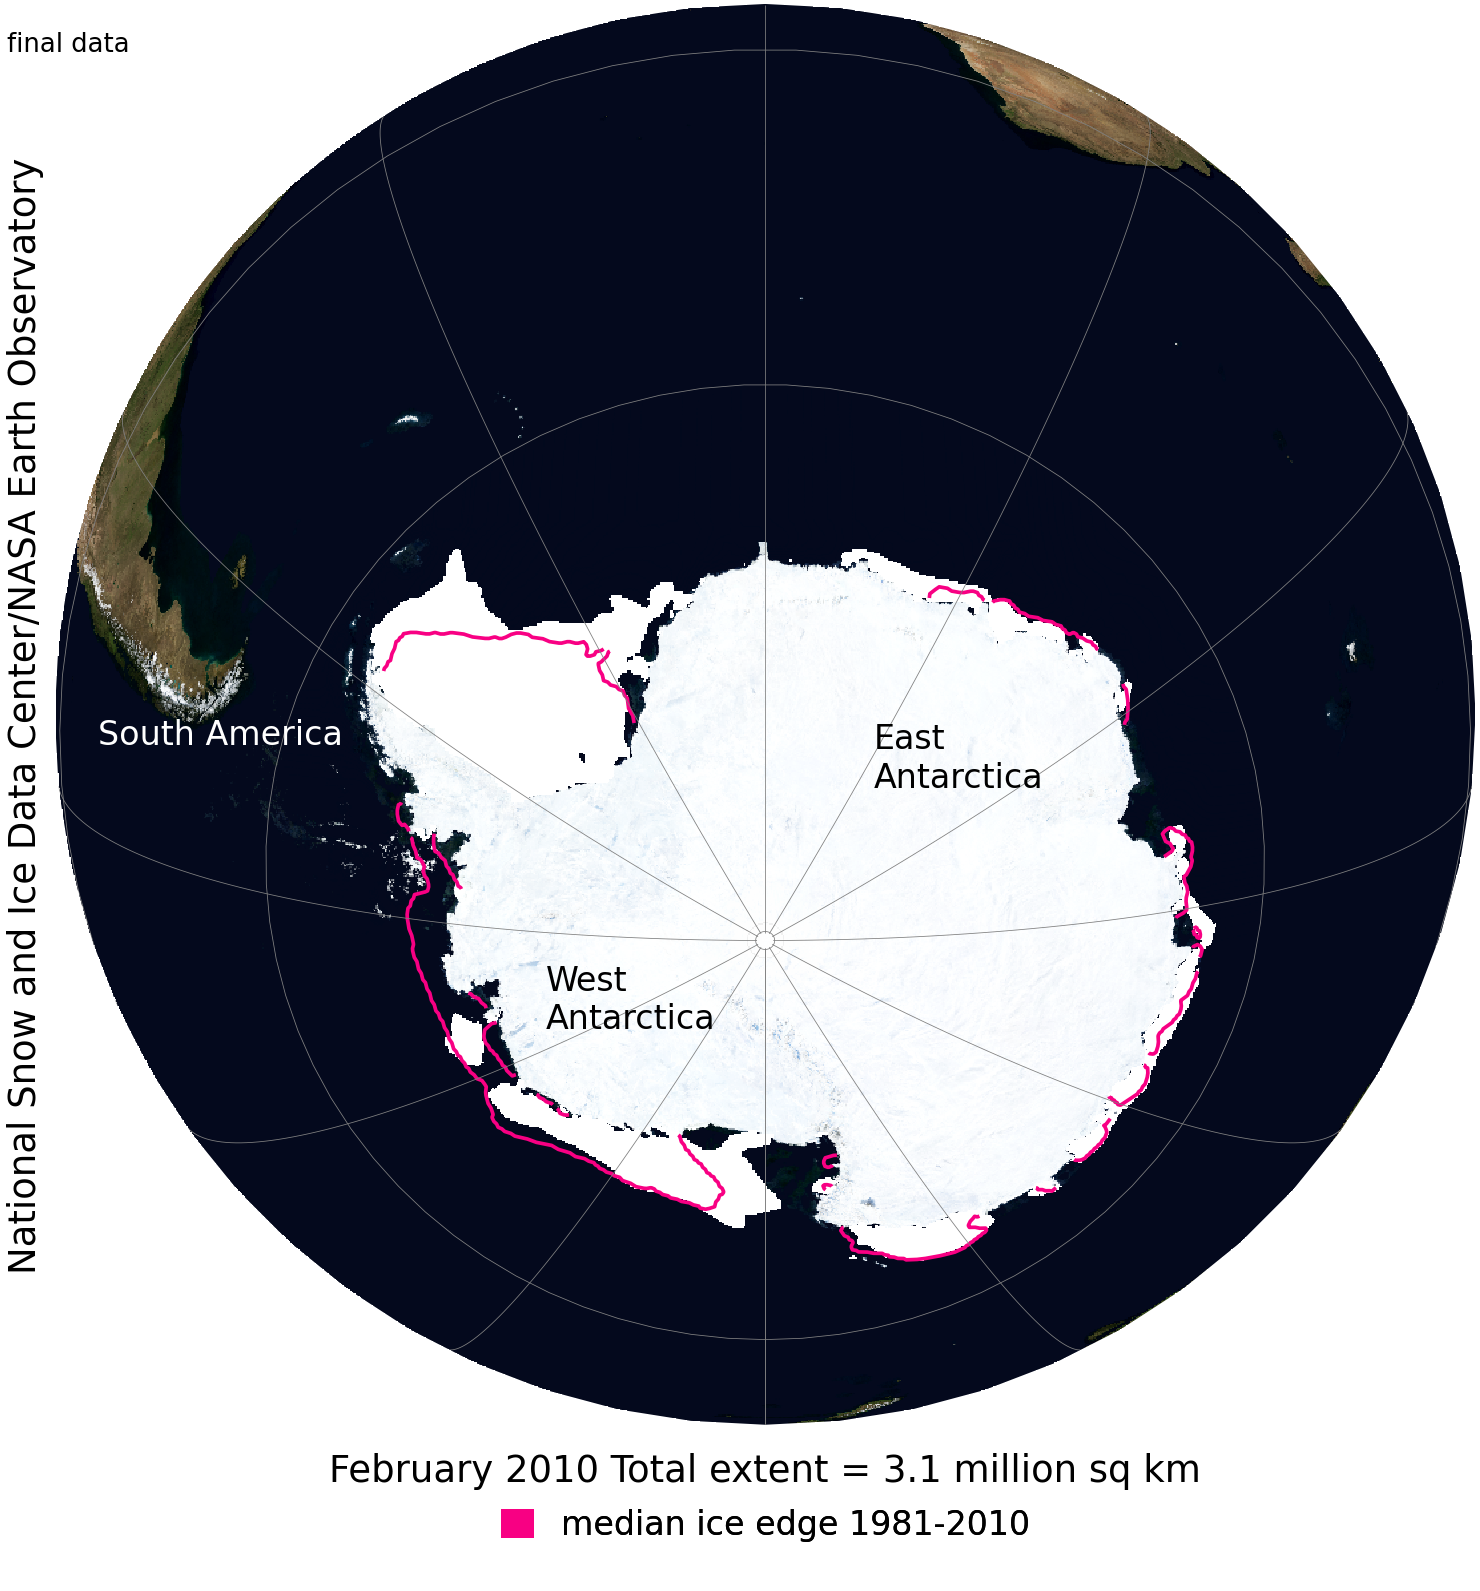 final data
National Snow and Ice Data Center/NASA Earth Observatory
South America
East
Antarctica
West
Antarctica
February 2010 Total extent = 3.1 million sq km
median ice edge 1981-2010